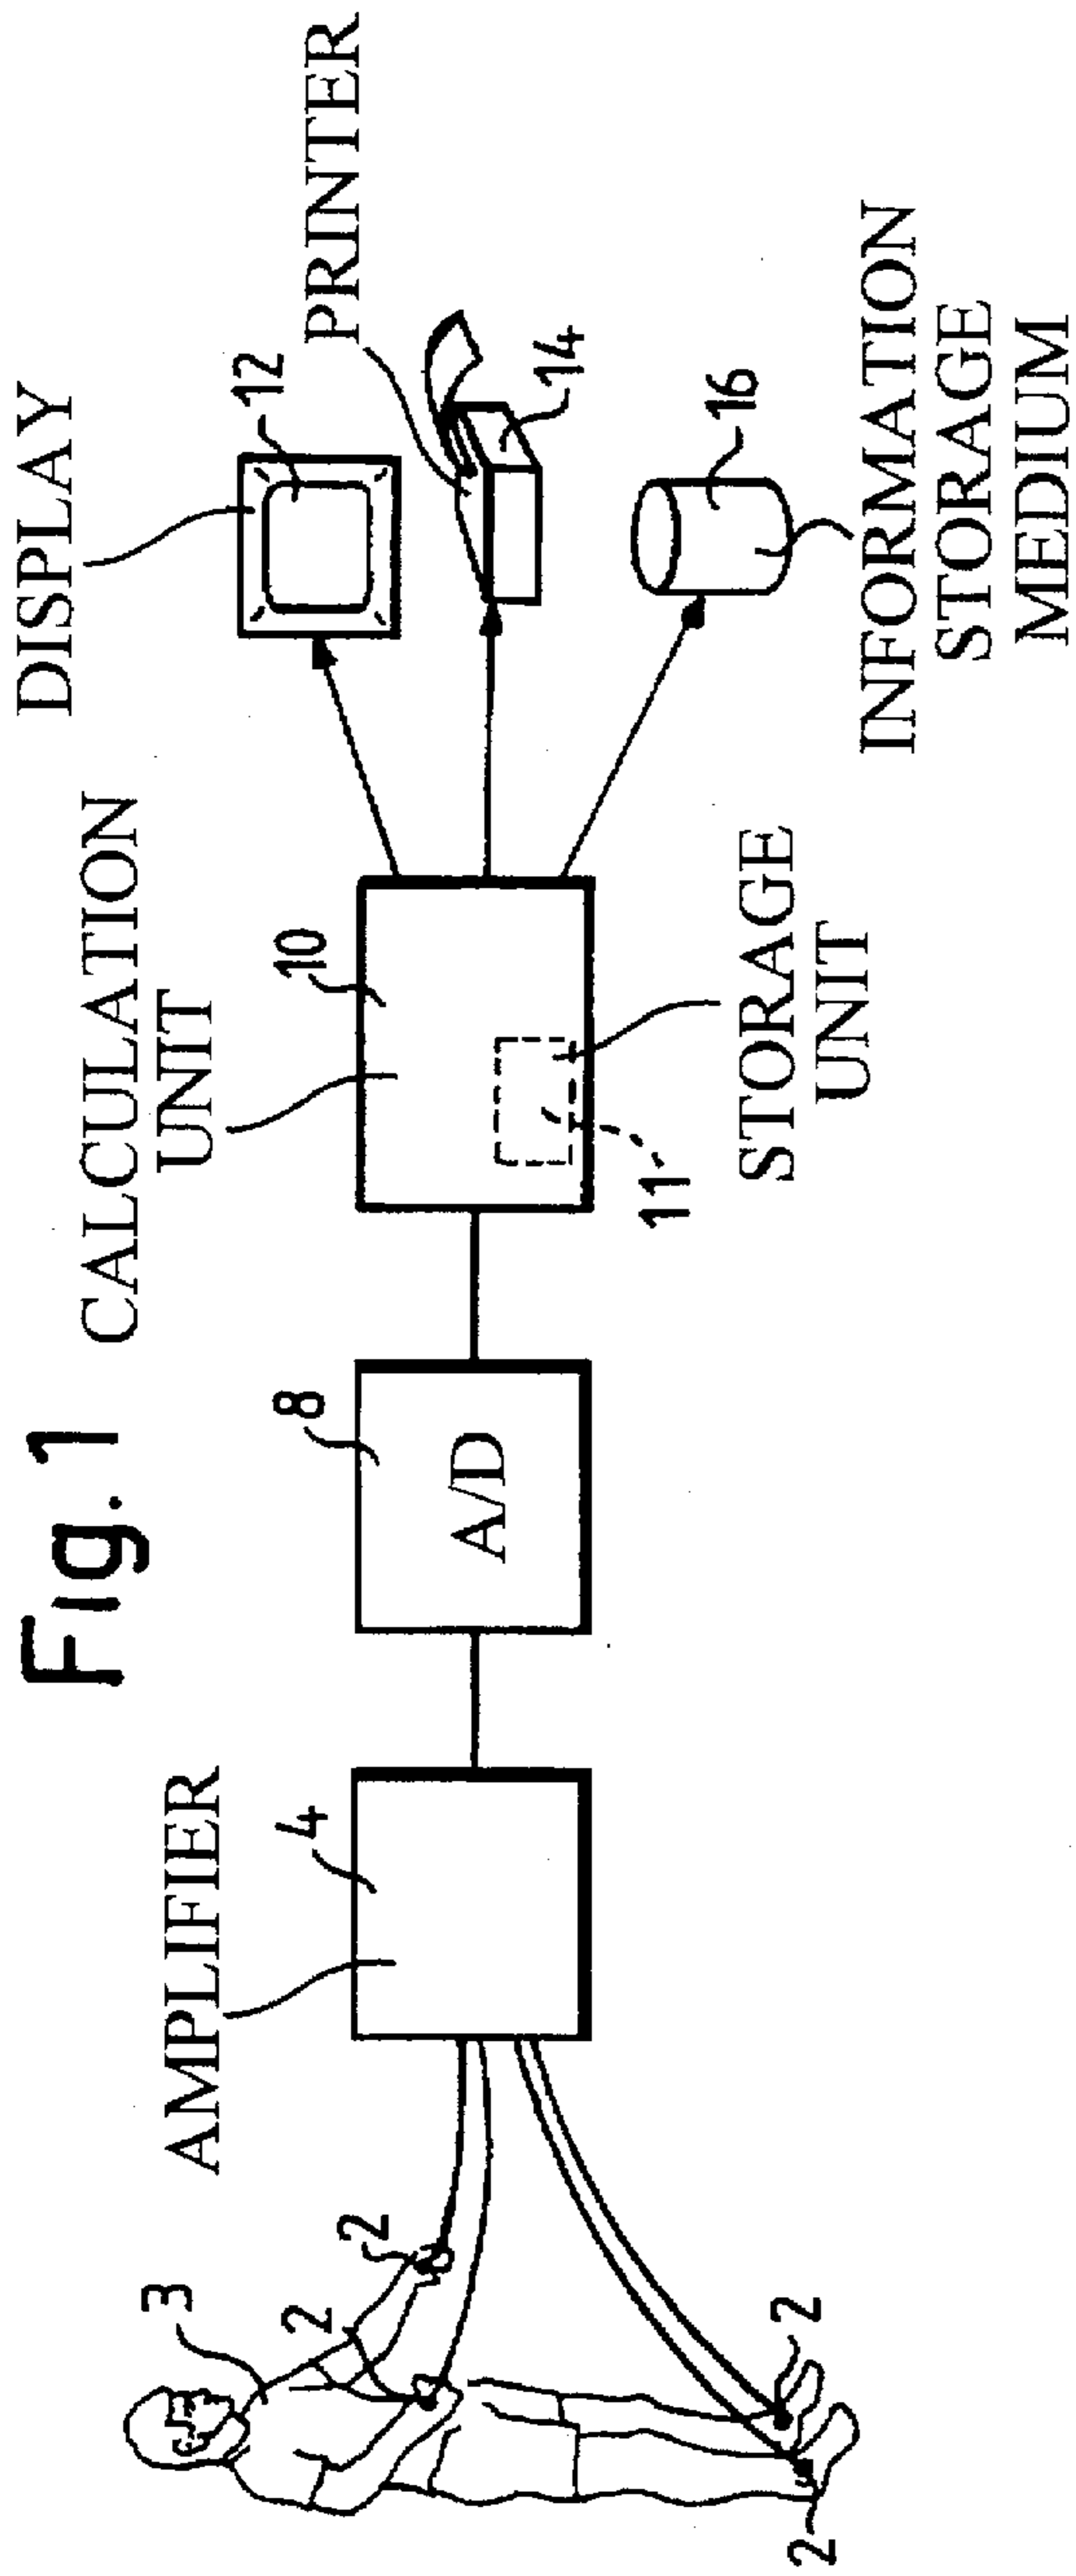 Fig. 1
3
2
2
2
2
AMPLIFIER
4
8
A/D
CALCULATION
UNIT
10
11
STORAGE
UNIT
DISPLAY
12
PRINTER
14
16
INFORMATION
STORAGE
MEDIUM